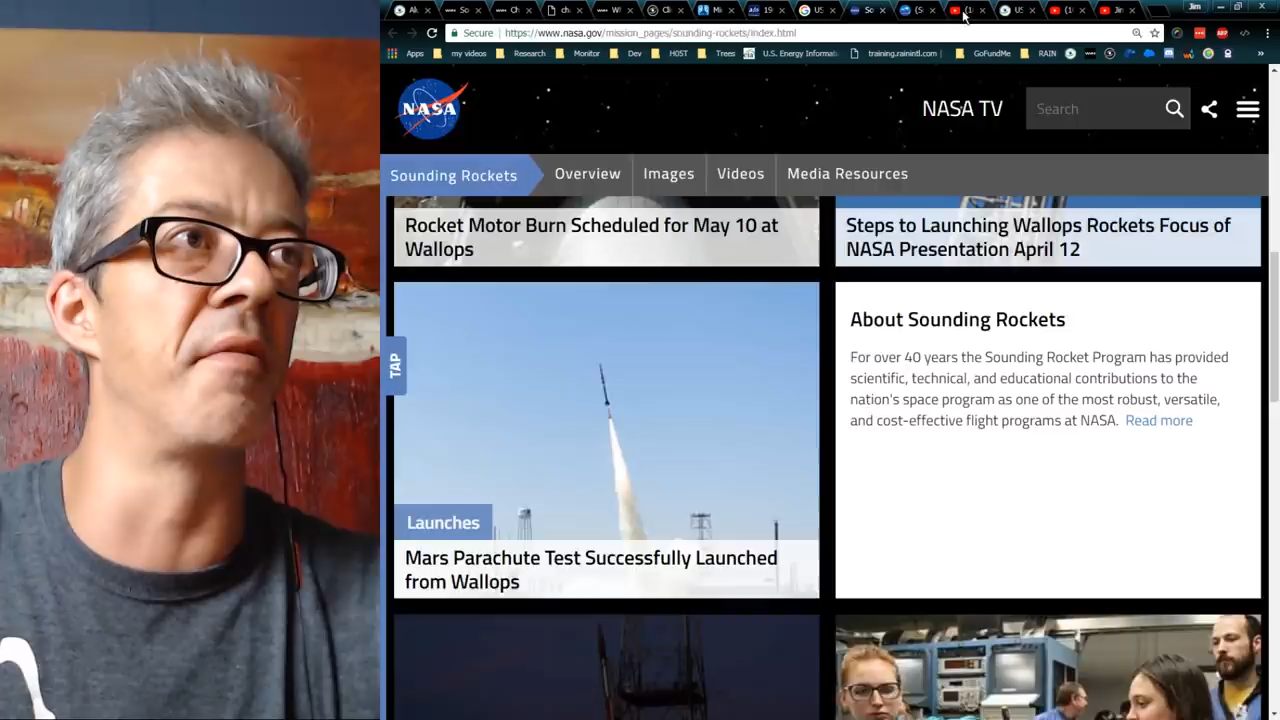 Jim
Secure | https://www.nasa.gov/mission_pages/sounding-rockets/index.html
Apps my videos Research Monitor Dev HOST Trees U.S. Energy Informati training.rainintl.com | GoFundMe RAIN
NASA
NASA TV
Search
Sounding Rockets Overview Images Videos Media Resources
Rocket Motor Burn Scheduled for May 10 at
Wallops
Steps to Launching Wallops Rockets Focus of
NASA Presentation April 12
TAP
Launches
Mars Parachute Test Successfully Launched
from Wallops
About Sounding Rockets
For over 40 years the Sounding Rocket Program has provided
scientific, technical, and educational contributions to the
nation's space program as one of the most robust, versatile,
and cost-effective flight programs at NASA. Read more